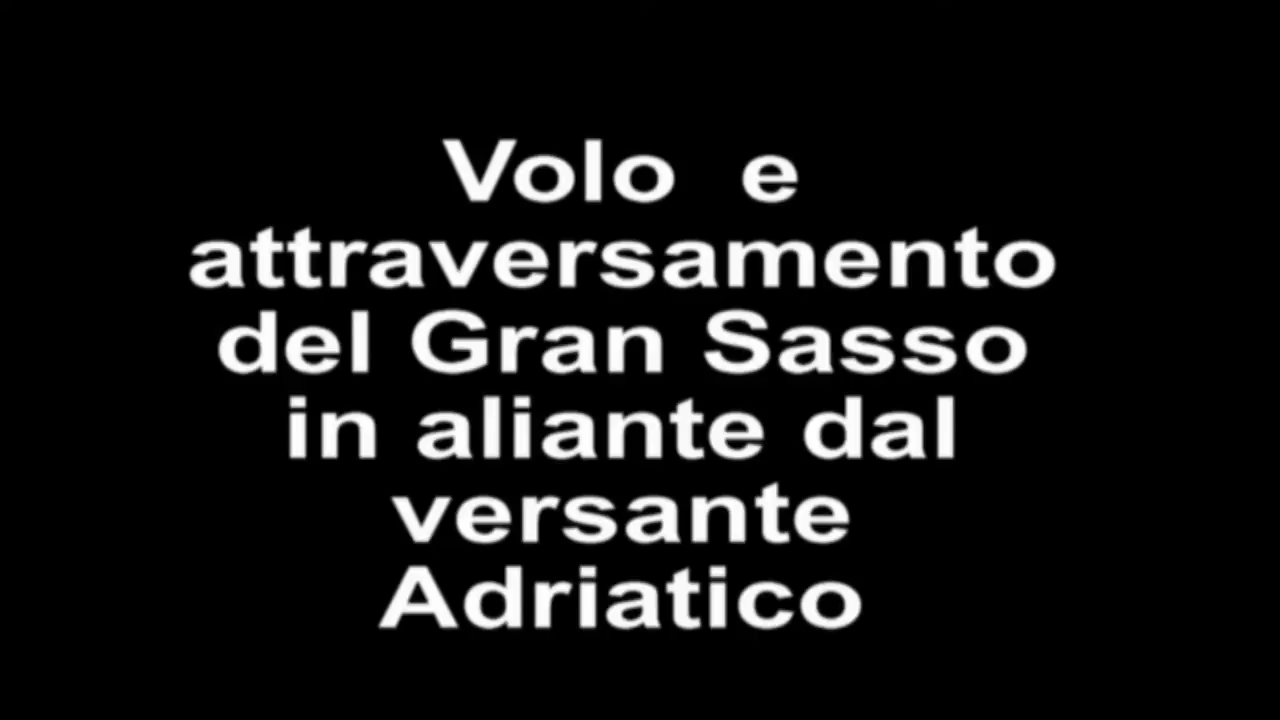 Volo e
attraversamento
del Gran Sasso
in aliante dal
versante
Adriatico